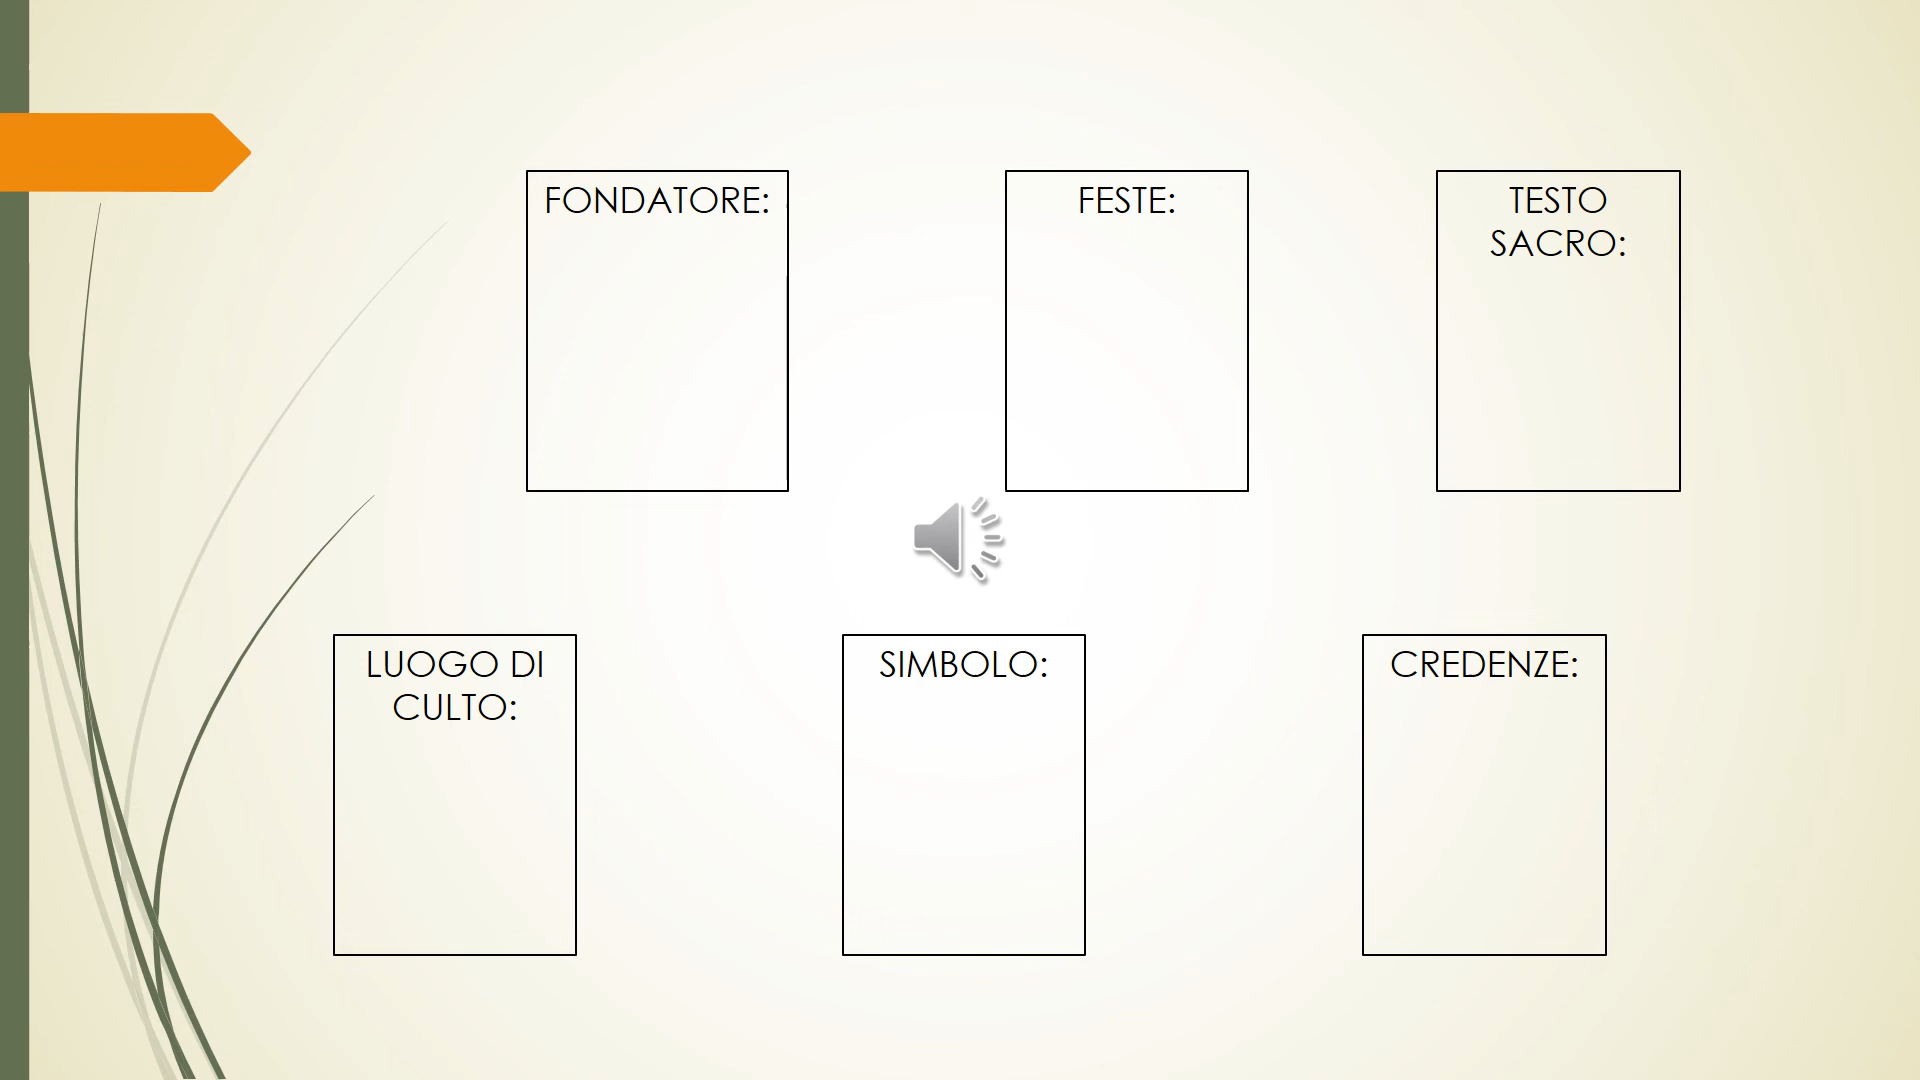 FONDATORE:
FESTE:
TESTO
SACRO:
LUOGO DI
CULTO:
SIMBOLO:
CREDENZE: